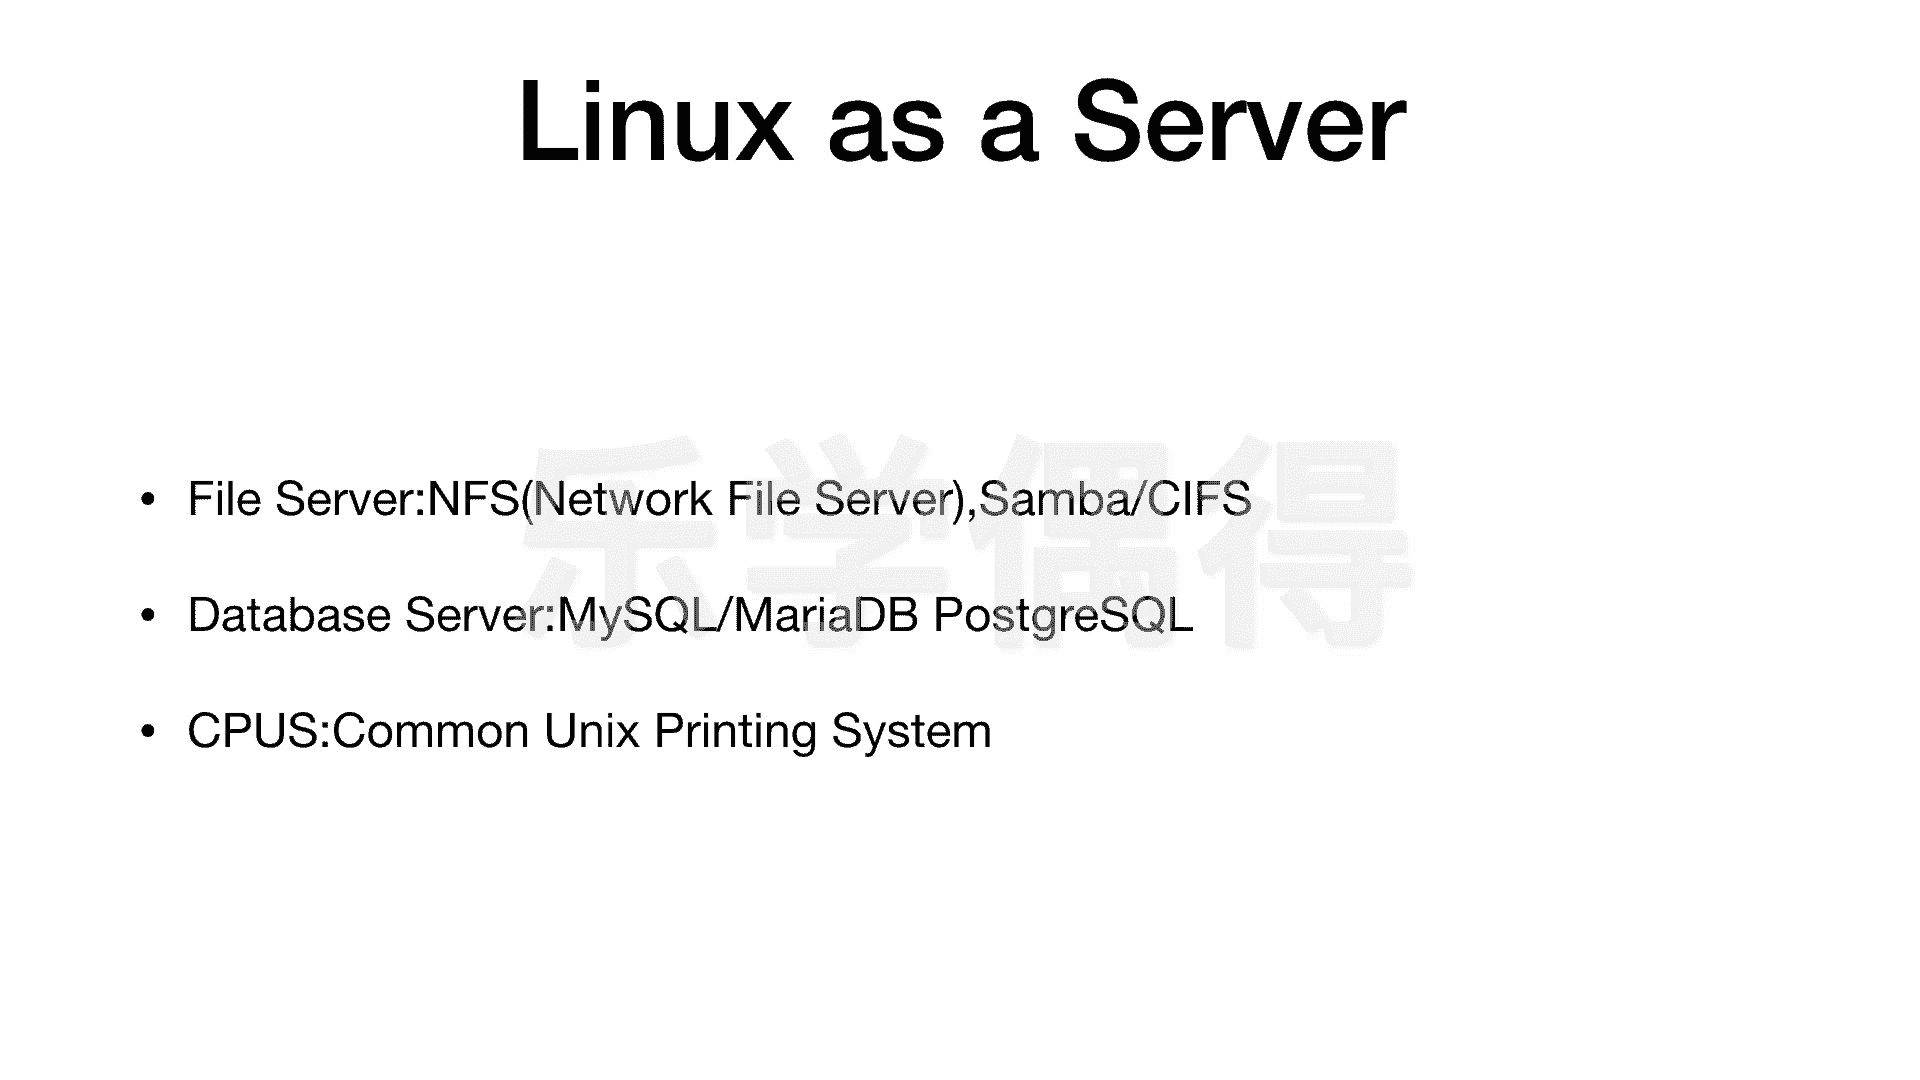 Linux as a Server
乐学偶得
• File Server:NFS(Network File Server),Samba/CIFS
• Database Server:MySQL/MariaDB PostgreSQL
• CPUS:Common Unix Printing System